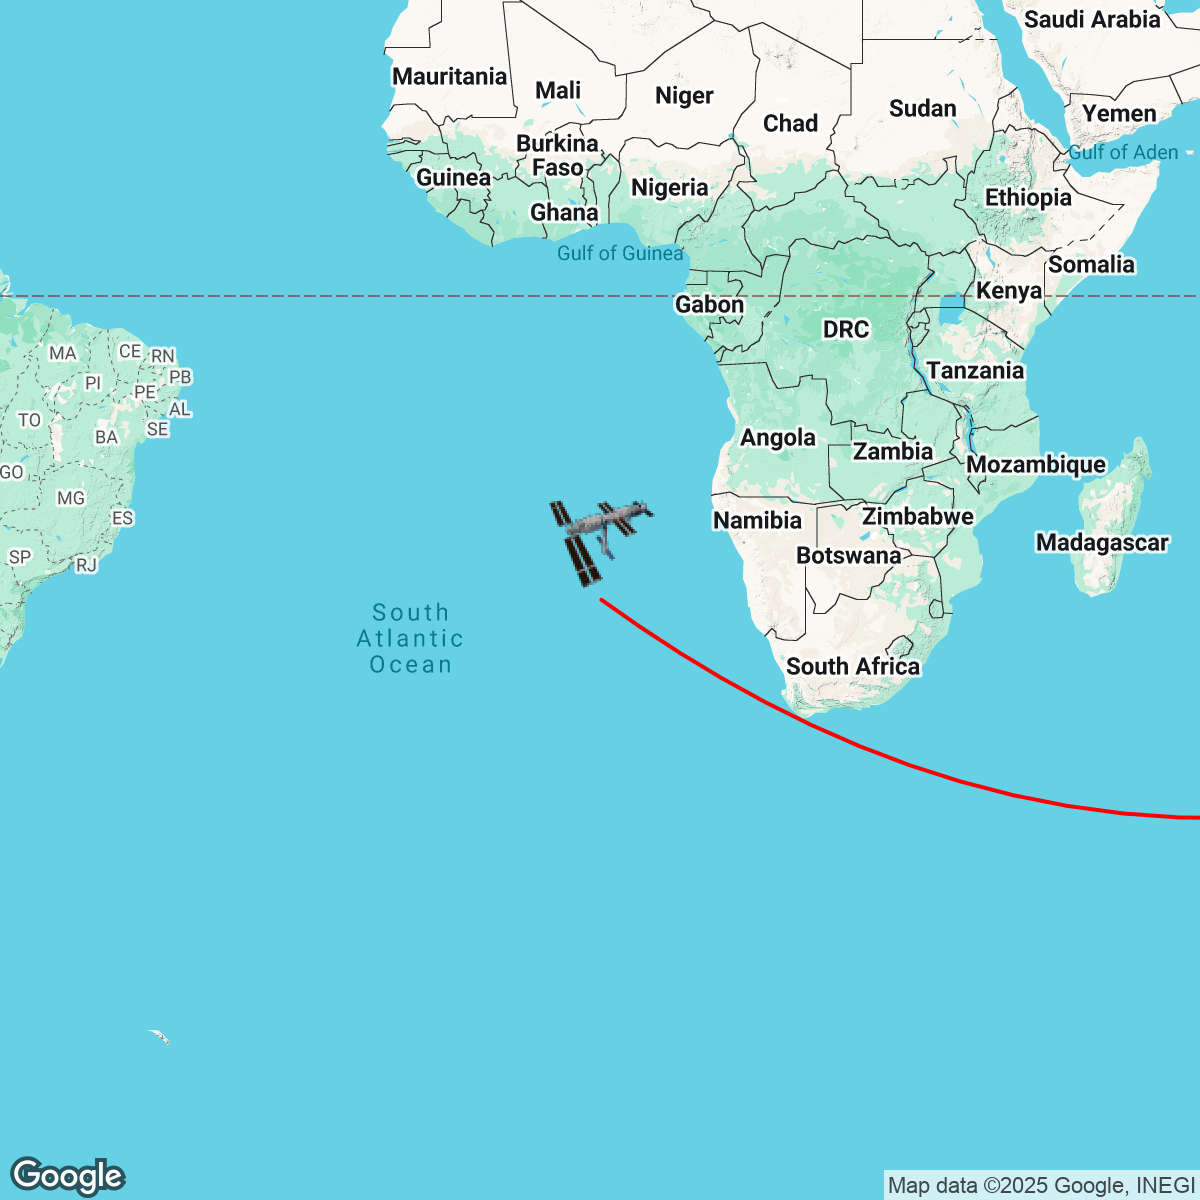 Saudi Arabia
Mauritania
Mali
Niger
Chad
Sudan
Yemen
Burkina
Faso
Gulf of Aden
Guinea
Nigeria
Ethiopia
Ghana
Gulf of Guinea
Somalia
Gabon
Kenya
DRC
MA
CE
RN
PI
PE
PB
Tanzania
TO
AL
BA
SE
Angola
Zambia
GO
Mozambique
MG
ES
Namibia
Zimbabwe
SP
RJ
Botswana
Madagascar
South
Atlantic
Ocean
South Africa
Google
Map data ©2025 Google, INEGI